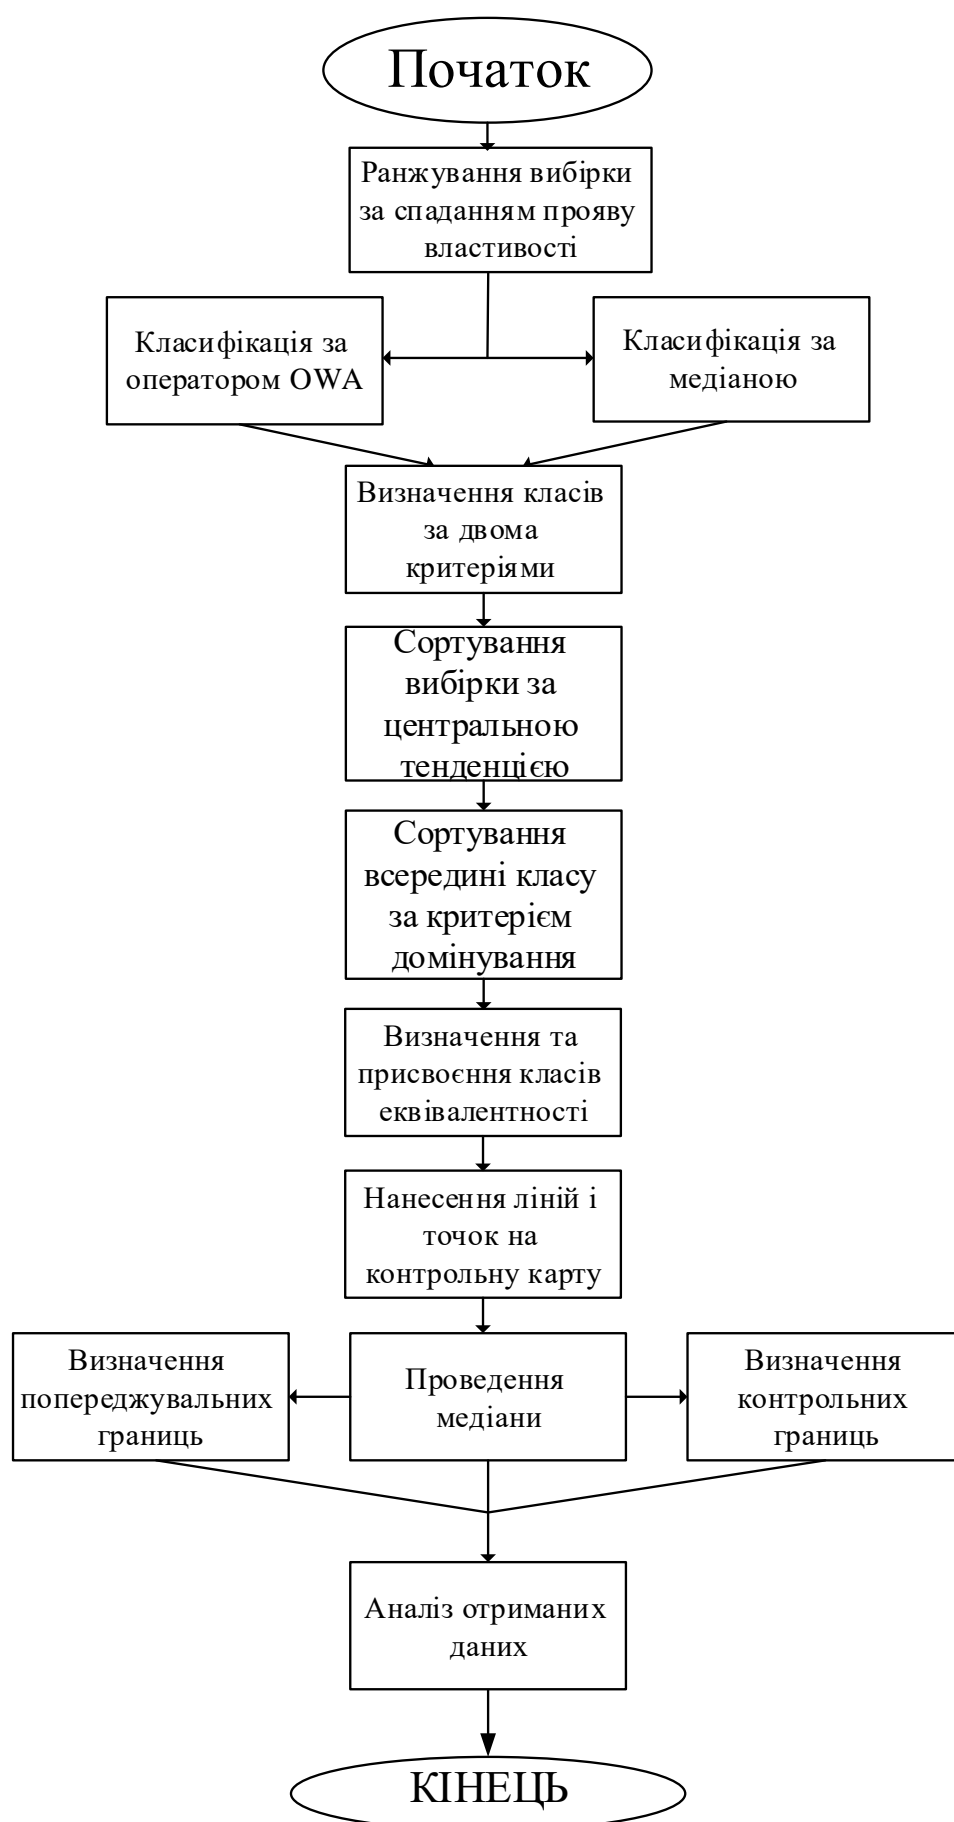 Початок
Ранжування вибірки
за спаданням прояву
властивості
Класифікація за
оператором OWA
Класифікація за
медіаною
Визначення класів
за двома
критеріями
Сортування
вибірки за
центральною
тенденцією
Сортування
всередині класу
за критерієм
домінування
Визначення та
присвоєння класів
еквівалентності
Нанесення ліній і
точок на
контрольну карту
Визначення
попереджувальних
границь
Проведення
медіани
Визначення
контрольних
границь
Аналіз отриманих
даних
КІНЕЦЬ